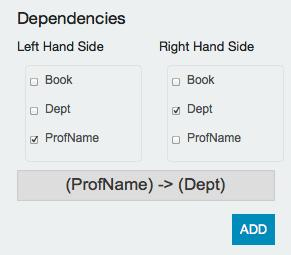 Dependencies
Left Hand Side Right Hand Side
Book Book
Dept Dept
ProfName ProfName
(ProfName) -> (Dept)
ADD